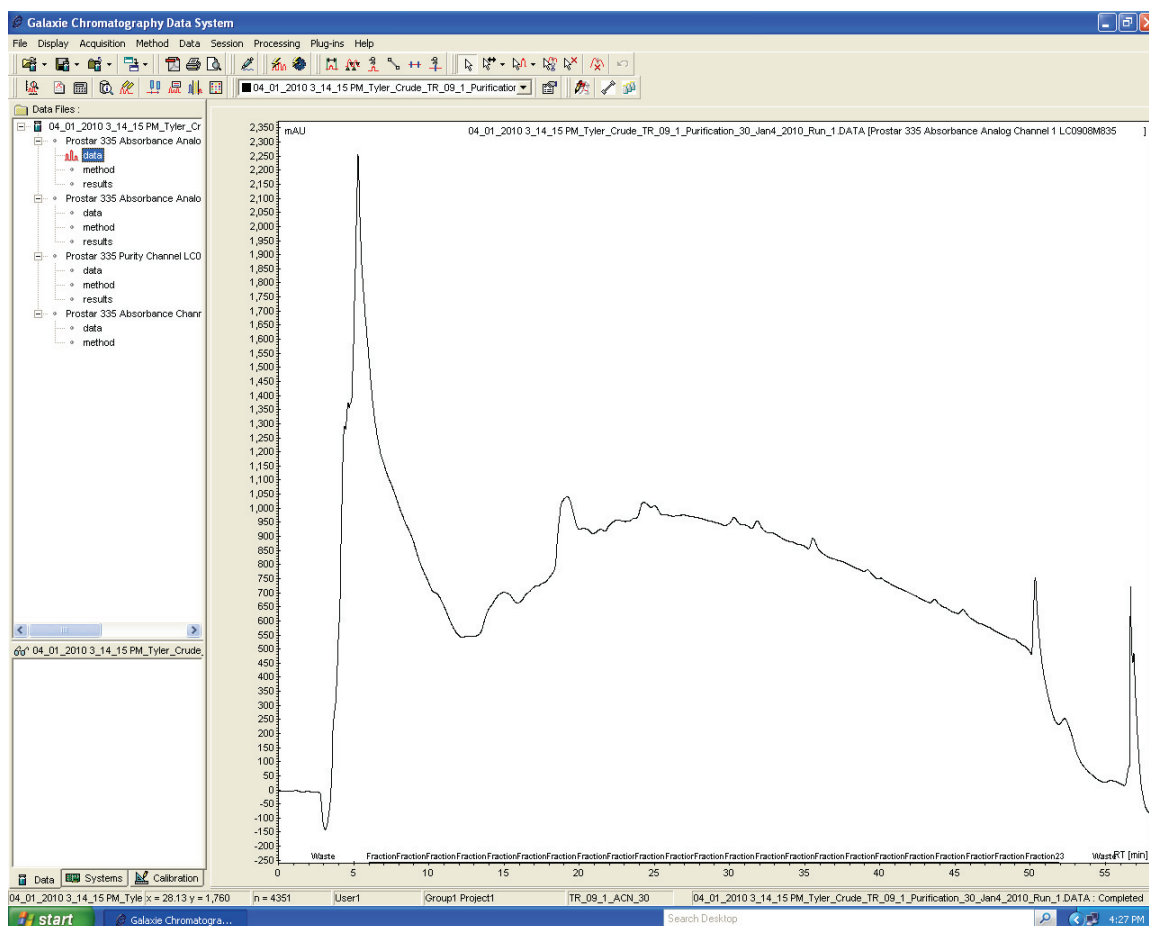 Galaxie Chromatography Data System
File Display Acquisition Method Data Session Processing Plug-ins Help
04_01_2010 3_14_15 PM_Tyler_Crude_TR_09_1_Purification
Data Files :
04_01_2010 3_14_15 PM_Tyler_Cr
Prostar 335 Absorbance Analo
data
method
results
Prostar 335 Absorbance Analo
data
method
results
Prostar 335 Purity Channel LC0
data
method
results
Prostar 335 Absorbance Chanr
data
method
04_01_2010 3_14_15 PM_Tyler_Crude_
Data Systems Calibration
mAU
04_01_2010 3_14_15 PM_Tyler_Crude_TR_09_1_Purification_30_Jan4_2010_Run_1.DATA [Prostar 335 Absorbance Analog Channel 1 LC0908M835 ]
2,350
2,300
2,250
2,200
2,150
2,100
2,050
2,000
1,950
1,900
1,850
1,800
1,750
1,700
1,650
1,600
1,550
1,500
1,450
1,400
1,350
1,300
1,250
1,200
1,150
1,100
1,050
1,000
950
900
850
800
750
700
650
600
550
500
450
400
350
300
250
200
150
100
50
0
-50
-100
-150
-200
-250
Waste FractionFractionFractionFractionFractionFractionFractionFractionFractionFractionFractionFractionFractionFractionFractionFractionFractionFractionFractionFractionFractionFractionFraction23 Waste RT [min]
0 5 10 15 20 25 30 35 40 45 50 55
04_01_2010 3_14_15 PM_Tyle x = 28.13 y = 1,760 n = 4351 User1 Group1 Project1 TR_09_1_ACN_30 04_01_2010 3_14_15 PM_Tyler_Crude_TR_09_1_Purification_30_Jan4_2010_Run_1.DATA : Completed
start Galaxie Chromatogra... Search Desktop 4:27 PM